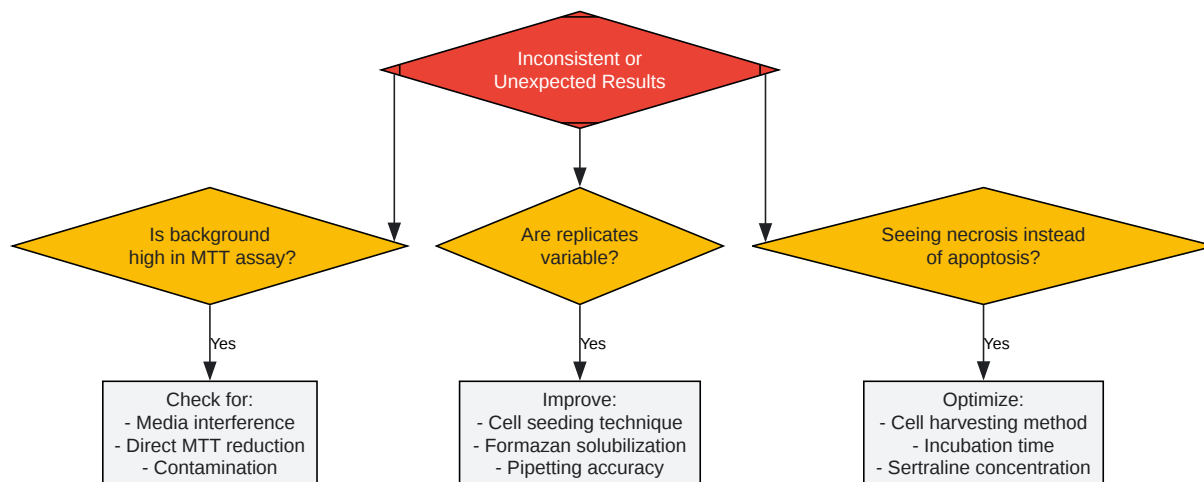 Inconsistent or
Unexpected Results
Is background
high in MTT assay?
Are replicates
variable?
Seeing necrosis instead
of apoptosis?
Yes
Yes
Yes
Check for:
- Media interference
- Direct MTT reduction
- Contamination
Improve:
- Cell seeding technique
- Formazan solubilization
- Pipetting accuracy
Optimize:
- Cell harvesting method
- Incubation time
- Sertraline concentration